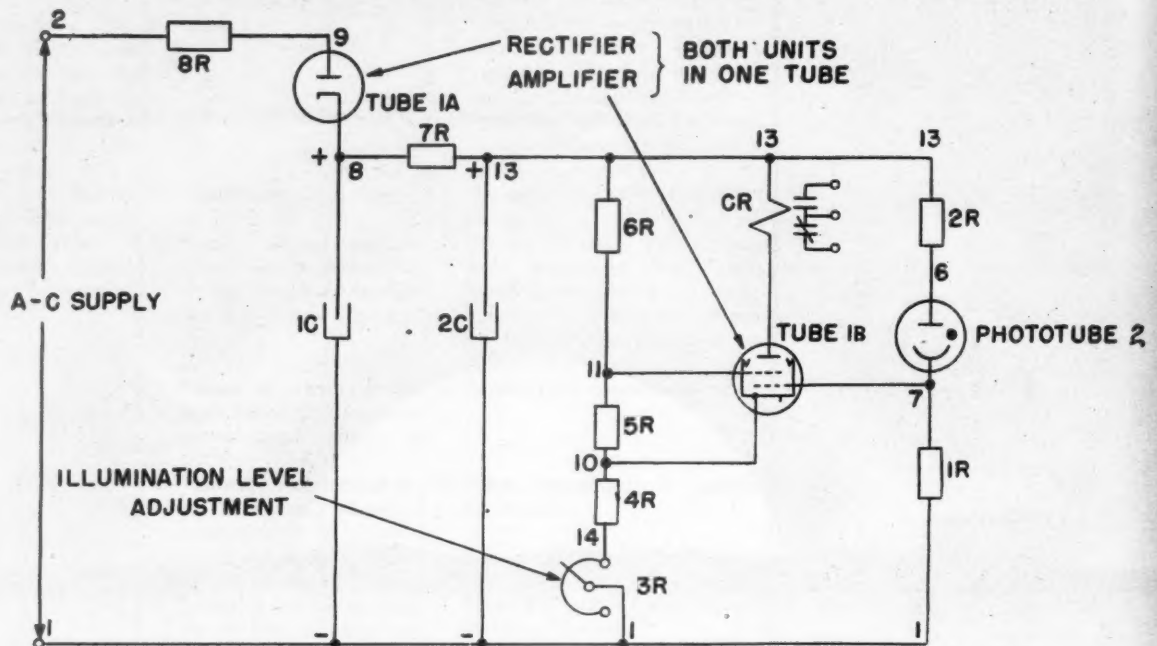 2
8R
9
RECTIFIER
AMPLIFIER
BOTH UNITS
IN ONE TUBE
TUBE 1A
7R
+
8
+
13
13
13
6R
CR
2R
6
A-C SUPPLY
1C
2C
TUBE 1B
PHOTOTUBE 2
11
7
5R
10
1R
ILLUMINATION LEVEL
ADJUSTMENT
4R
14
3R
1
-
-
1
1